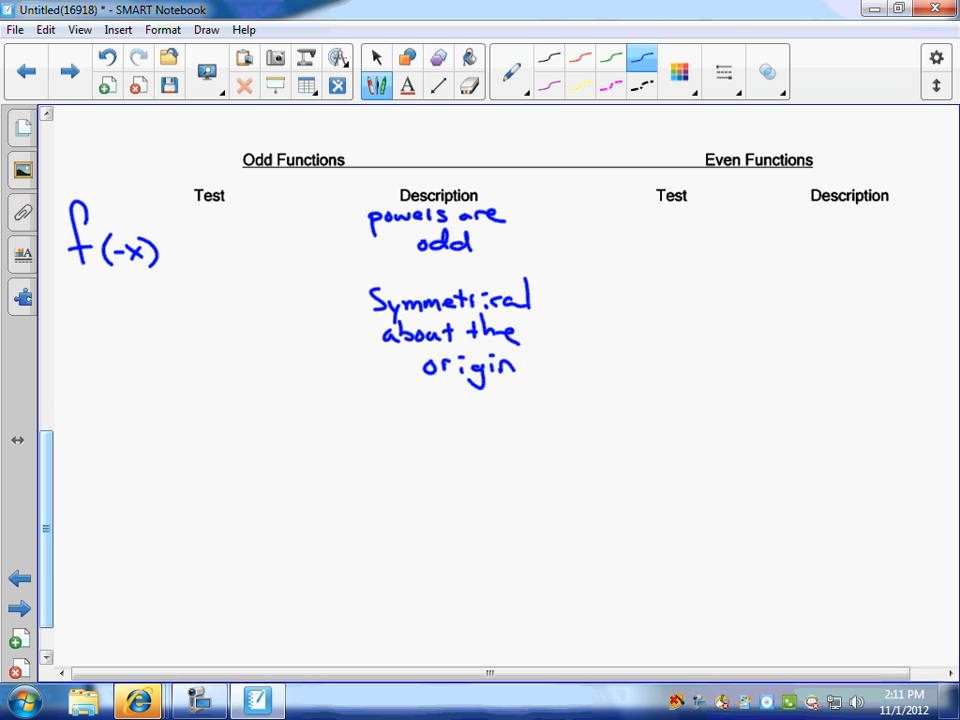 Untitled(16918) * - SMART Notebook
File Edit View Insert Format Draw Help
Odd Functions Even Functions
Test Description Test Description
f(-x)
powers are
odd
Symmetrical
about the
origin
2:11 PM
11/1/2012